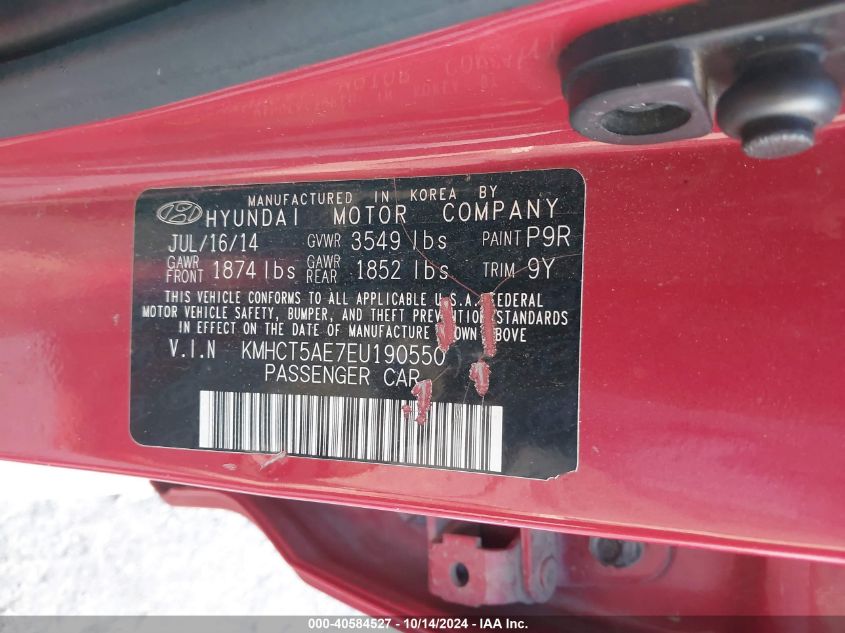 MANUFACTURED IN KOREA BY
HYUNDAI MOTOR COMPANY
JUL/16/14 GVWR 3549 lbs PAINT P9R
GAWR FRONT 1874 lbs GAWR REAR 1852 lbs TRIM 9Y
THIS VEHICLE CONFORMS TO ALL APPLICABLE U.S.A. FEDERAL
MOTOR VEHICLE SAFETY, BUMPER, AND THEFT PREVENTION STANDARDS
IN EFFECT ON THE DATE OF MANUFACTURE SHOWN ABOVE
V.I.N KMHCT5AE7EU190550
PASSENGER CAR
000-40584527 - 10/14/2024 - IAA Inc.